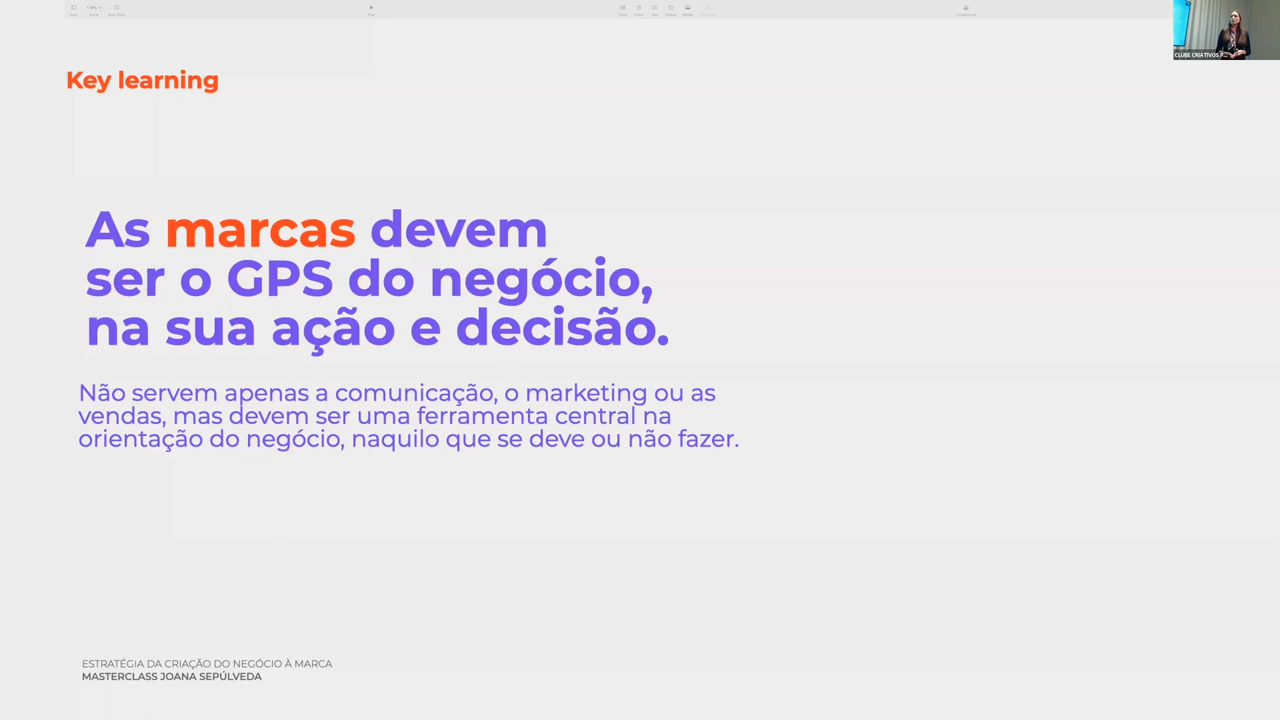 Key learning
As marcas devem
ser o GPS do negócio,
na sua ação e decisão.
Não servem apenas a comunicação, o marketing ou as
vendas, mas devem ser uma ferramenta central na
orientação do negócio, naquilo que se deve ou não fazer.
ESTRATÉGIA DA CRIAÇÃO DO NEGÓCIO À MARCA
MASTERCLASS JOANA SEPÚLVEDA
CLUBE CRIATIVOS P...